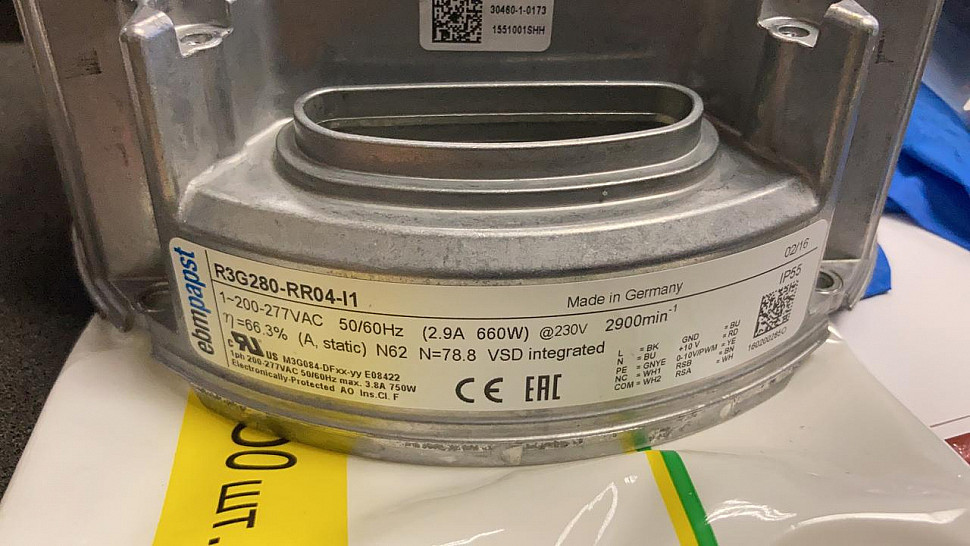 30460-1-0173
1551001SHH
ebmpapst
R3G280-RR04-I1
Made in Germany
02/16
1~200-277VAC 50/60Hz (2.9A 660W) @230V 2900min⁻¹
IP55
η=66.3% (A, static) N62 N=78.8 VSD integrated
c RU US M3G084-DFxx-yy E08422
1ph 200-277VAC 50/60Hz max. 3.8A 750W
Electronically-Protected AO Ins.Cl. F
CE EAC
L = BK
N = BU
PE = GNYE
NC = WH1
COM = WH2
GND = BU
+10 V = RD
0-10V/PWM = YE
RSB = BN
RSA = WH
00 шт.